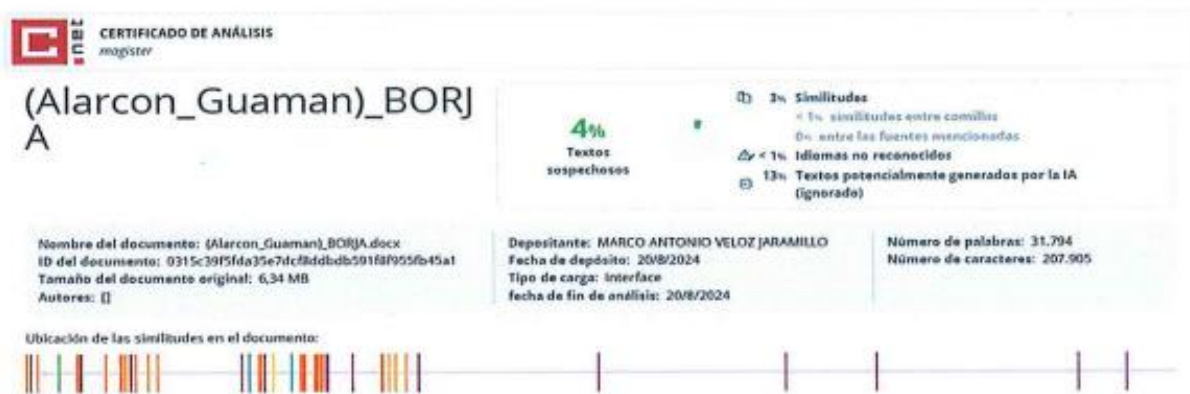 CERTIFICADO DE ANÁLISIS
magister
(Alarcon_Guaman)_BORJ
A
4%
Textos
sospechosos
3% Similitudes
< 1% similitudes entre comillas
0% entre las fuentes mencionadas
< 1% Idiomas no reconocidos
13% Textos potencialmente generados por la IA
(ignorado)
Nombre del documento: (Alarcon_Guaman)_BORJA.docx
ID del documento: 0315c39f5fda35e7dcf8ddbdb591f8f955fb45a1
Tamaño del documento original: 6,34 MB
Autores: []
Depositante: MARCO ANTONIO VELOZ JARAMILLO
Fecha de depósito: 20/8/2024
Tipo de carga: interface
fecha de fin de análisis: 20/8/2024
Número de palabras: 31.794
Número de caracteres: 207.905
Ubicación de las similitudes en el documento: